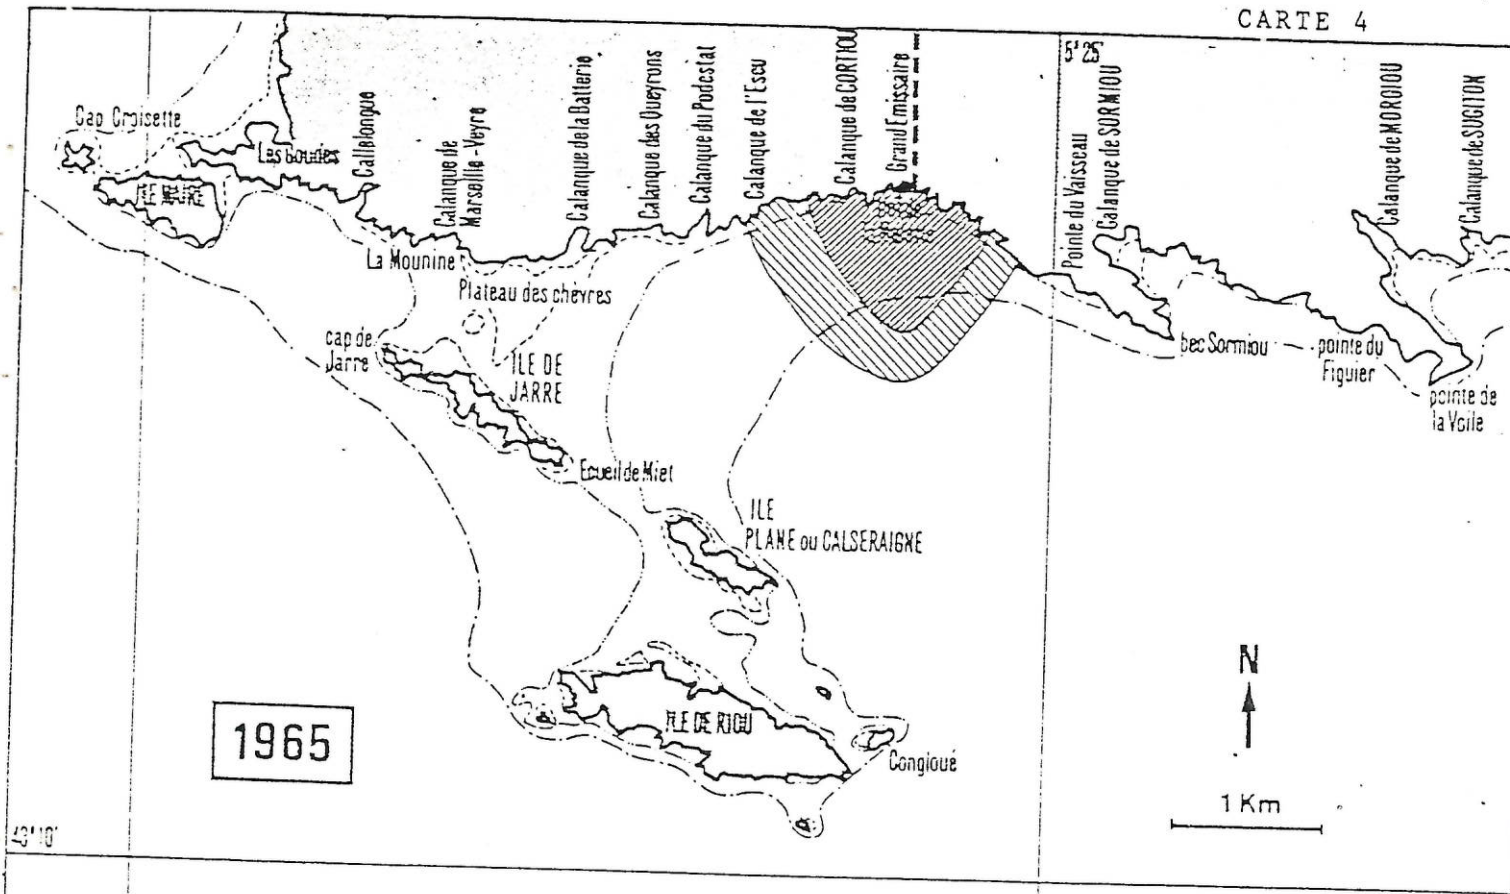 CARTE 4
5°25'
Cap Croisette
Les Goudes
Callelongue
Calanque de
Marseille-Veyre
Calanque de la Batterie
Calanque des Queyrons
Calanque du Podestat
Calanque de l'Escu
Calanque de CORTIOU
Grand Emissaire
Pointe du Vaisseau
Calanque de SORMIOU
Calanque de MORGIOU
Calanque de SUGITON
ILE MAIRE
La Mounine
Plateau des chèvres
cap de
Jarre
ILE DE
JARRE
bec Sormiou
pointe du
Figuier
pointe de
la Voile
Ecueil de Miet
ILE
PLANE ou CALSERAIGNE
ILE DE RIOU
Congloué
1965
N
1 Km
43°10'